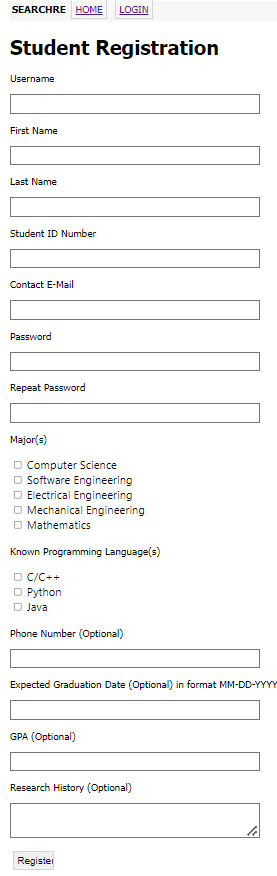 SEARCHRE HOME LOGIN
Student Registration
Username
First Name
Last Name
Student ID Number
Contact E-Mail
Password
Repeat Password
Major(s)
Computer Science
Software Engineering
Electrical Engineering
Mechanical Engineering
Mathematics
Known Programming Language(s)
C/C++
Python
Java
Phone Number (Optional)
Expected Graduation Date (Optional) in format MM-DD-YYYY
GPA (Optional)
Research History (Optional)
Register